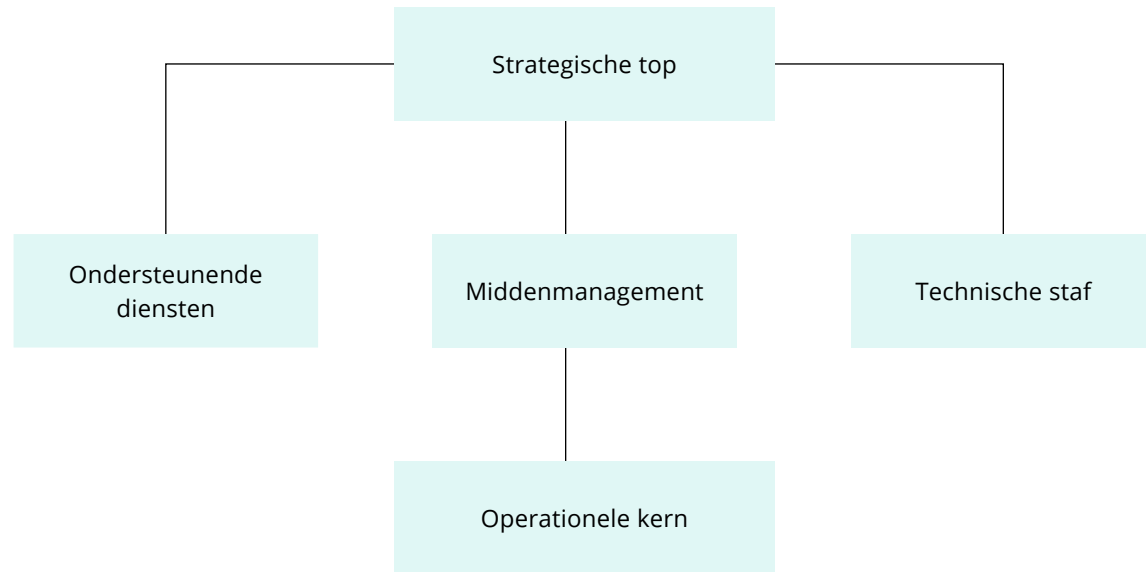 Strategische top
Ondersteunende
diensten
Middenmanagement
Technische staf
Operationele kern